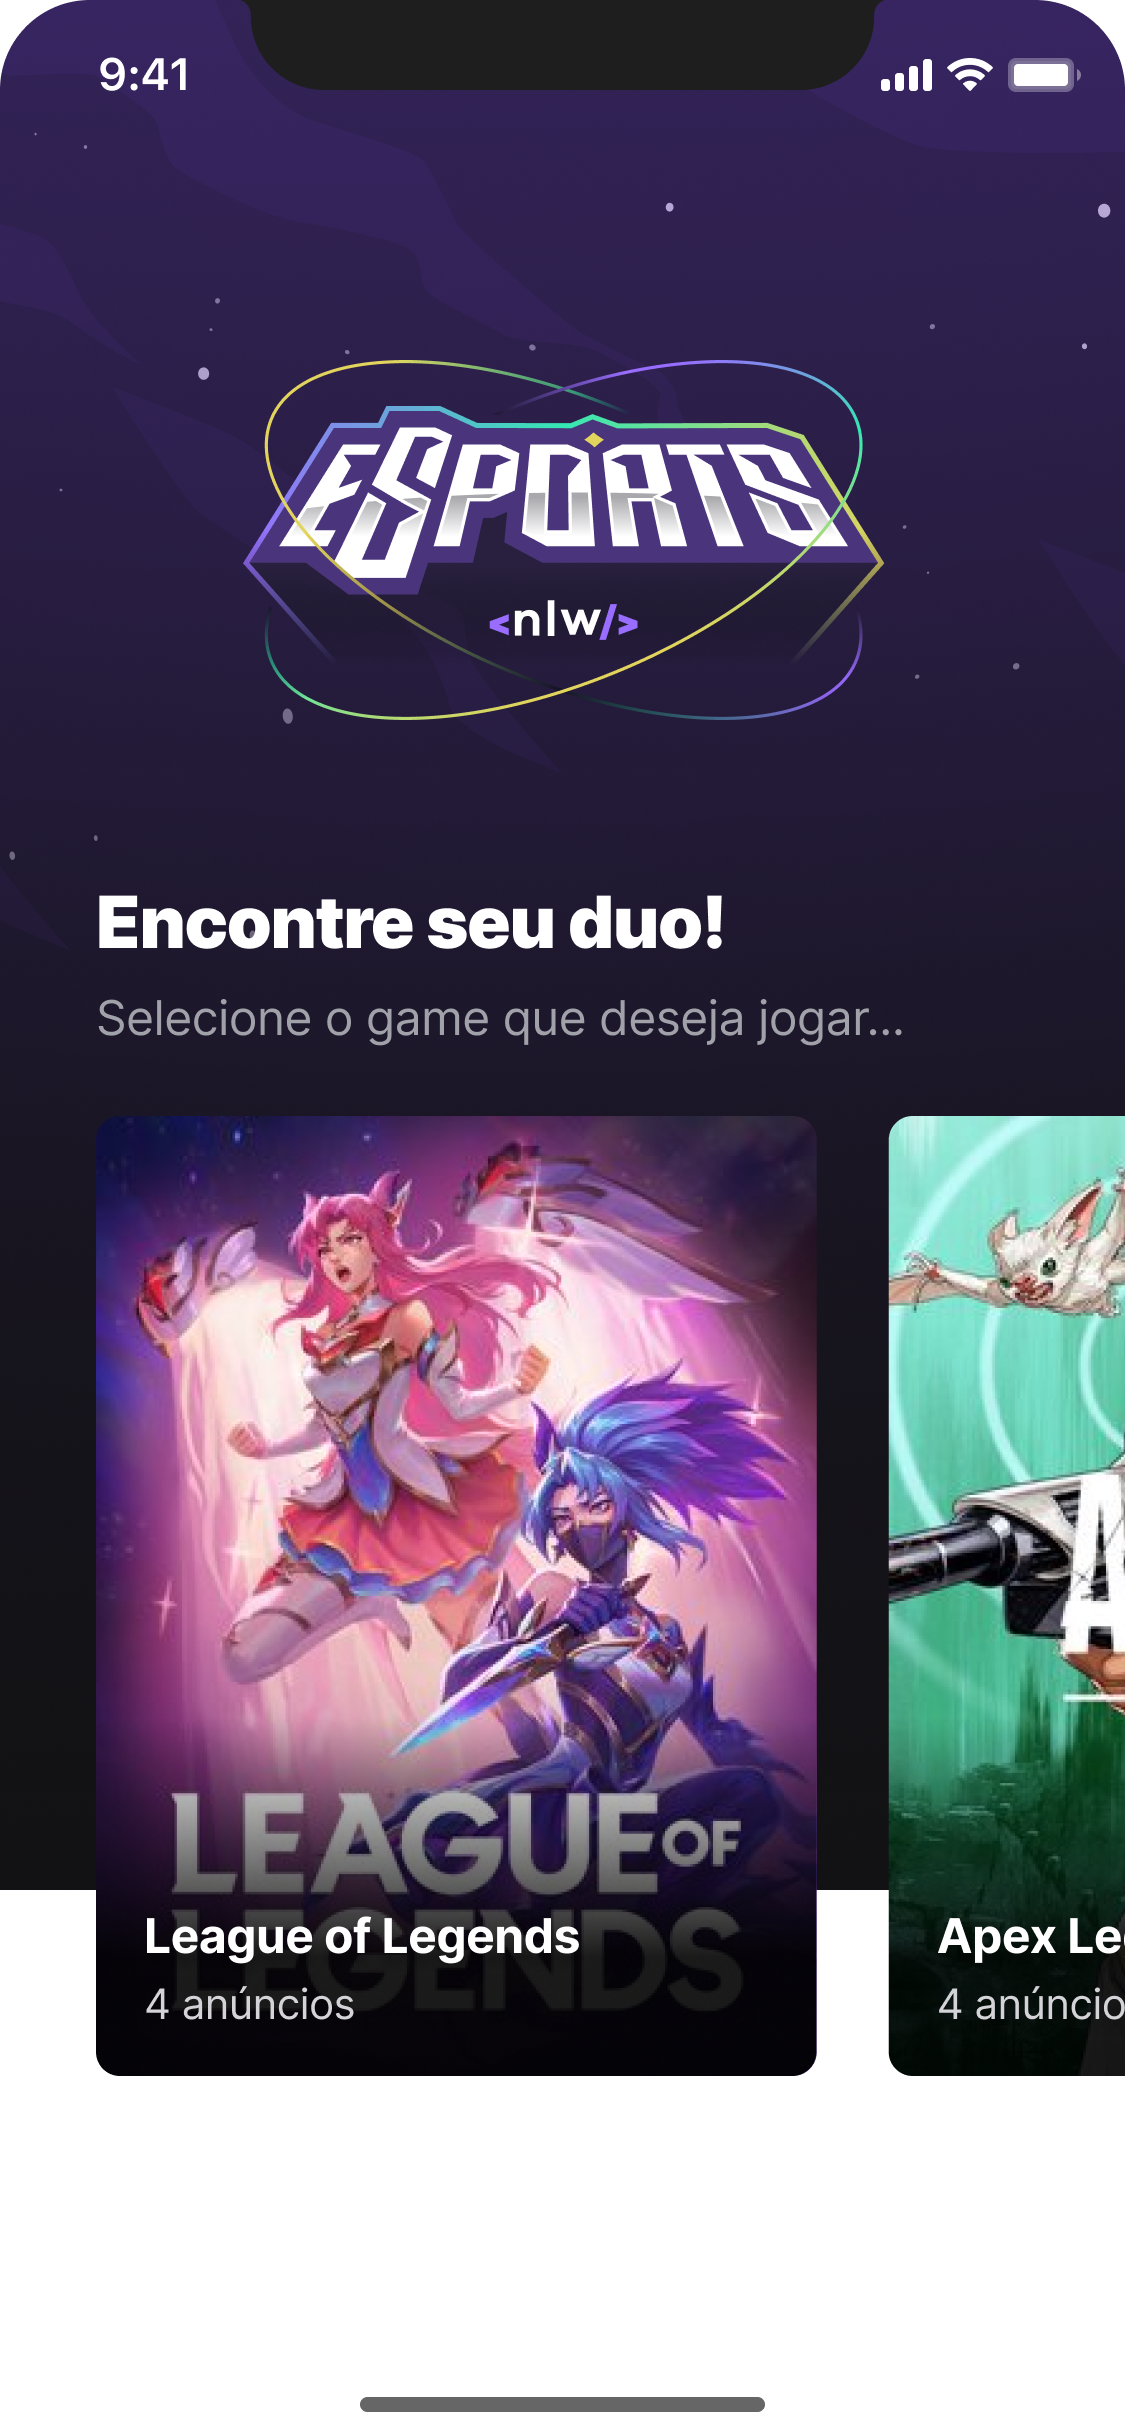 9:41
ESPORTS
<nlw/>
Encontre seu duo!
Selecione o game que deseja jogar...
LEAGUE OF
LEGENDS
League of Legends
4 anúncios
A
A
Apex Le
4 anúncio